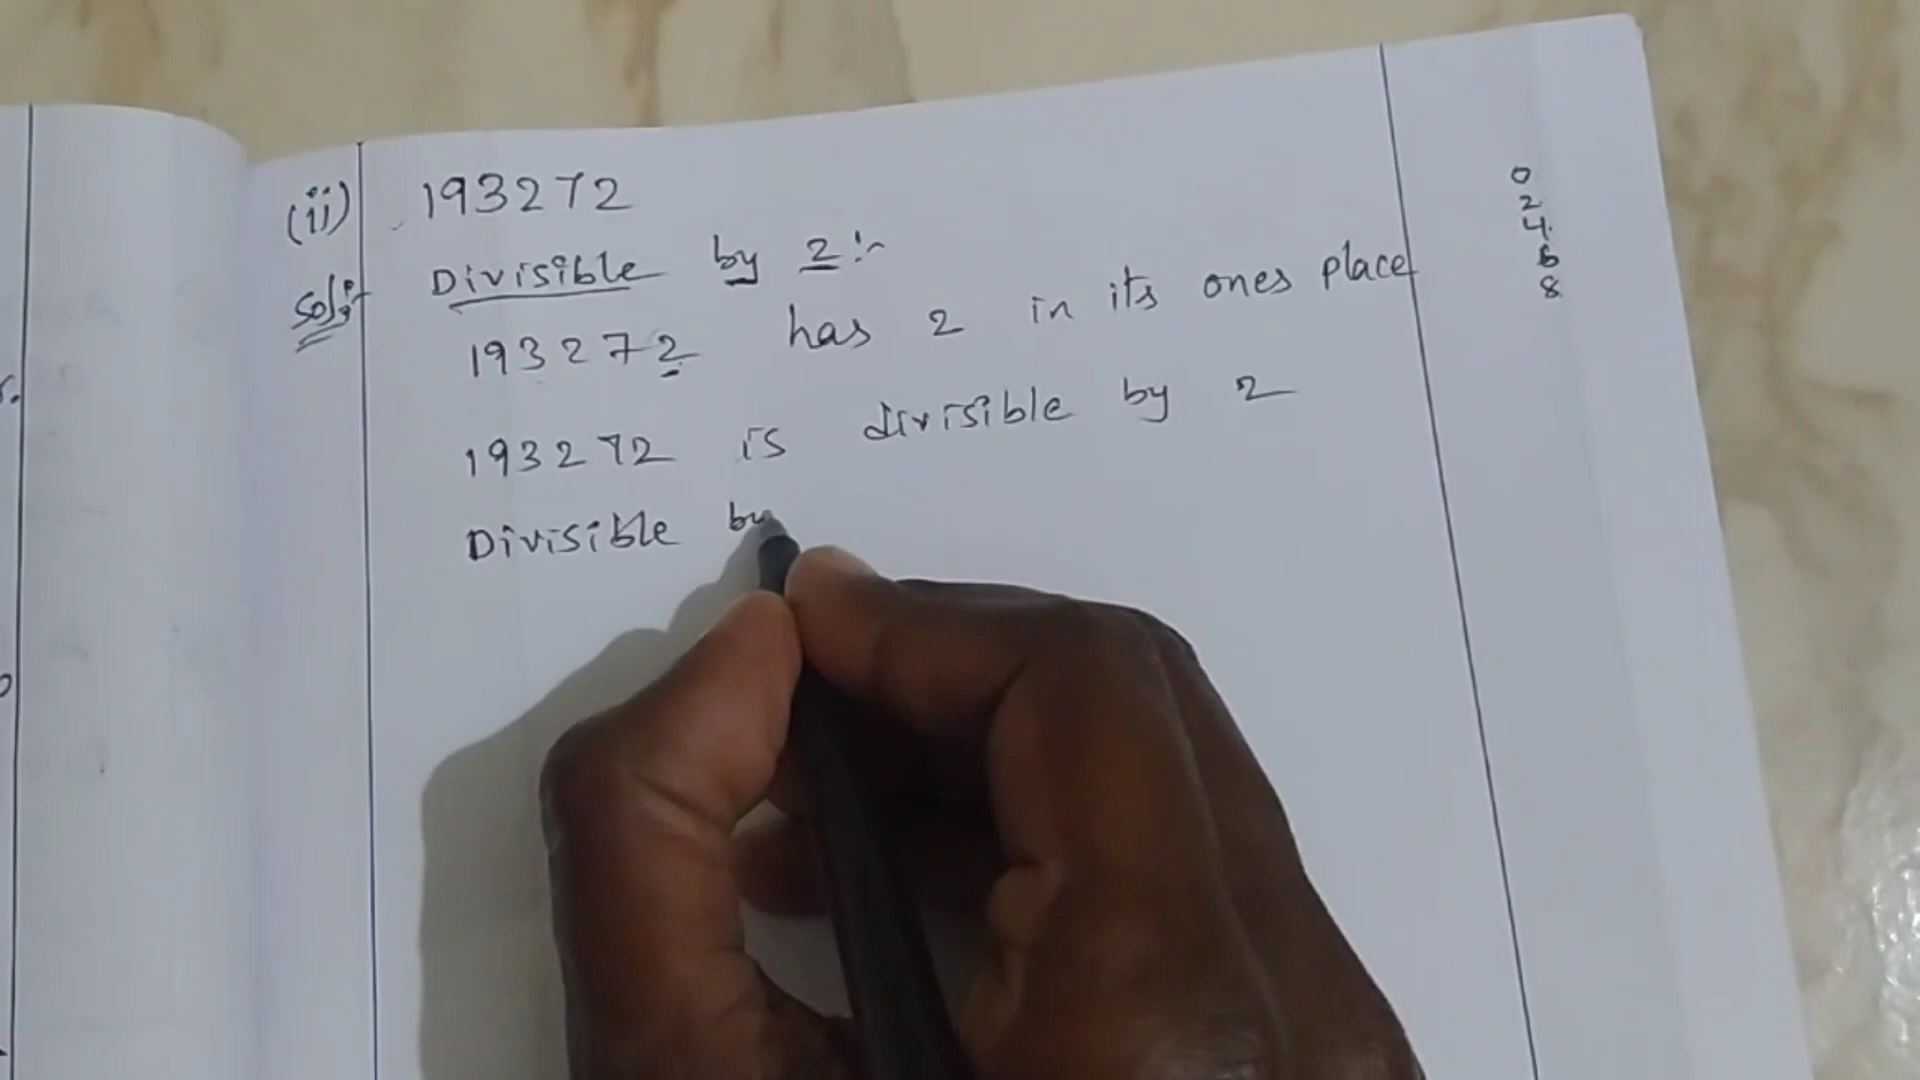 (ii) 193272
Sol:- Divisible by 2:-
193272 has 2 in its ones place
193272 is divisible by 2
Divisible by
0
2
4
6
8